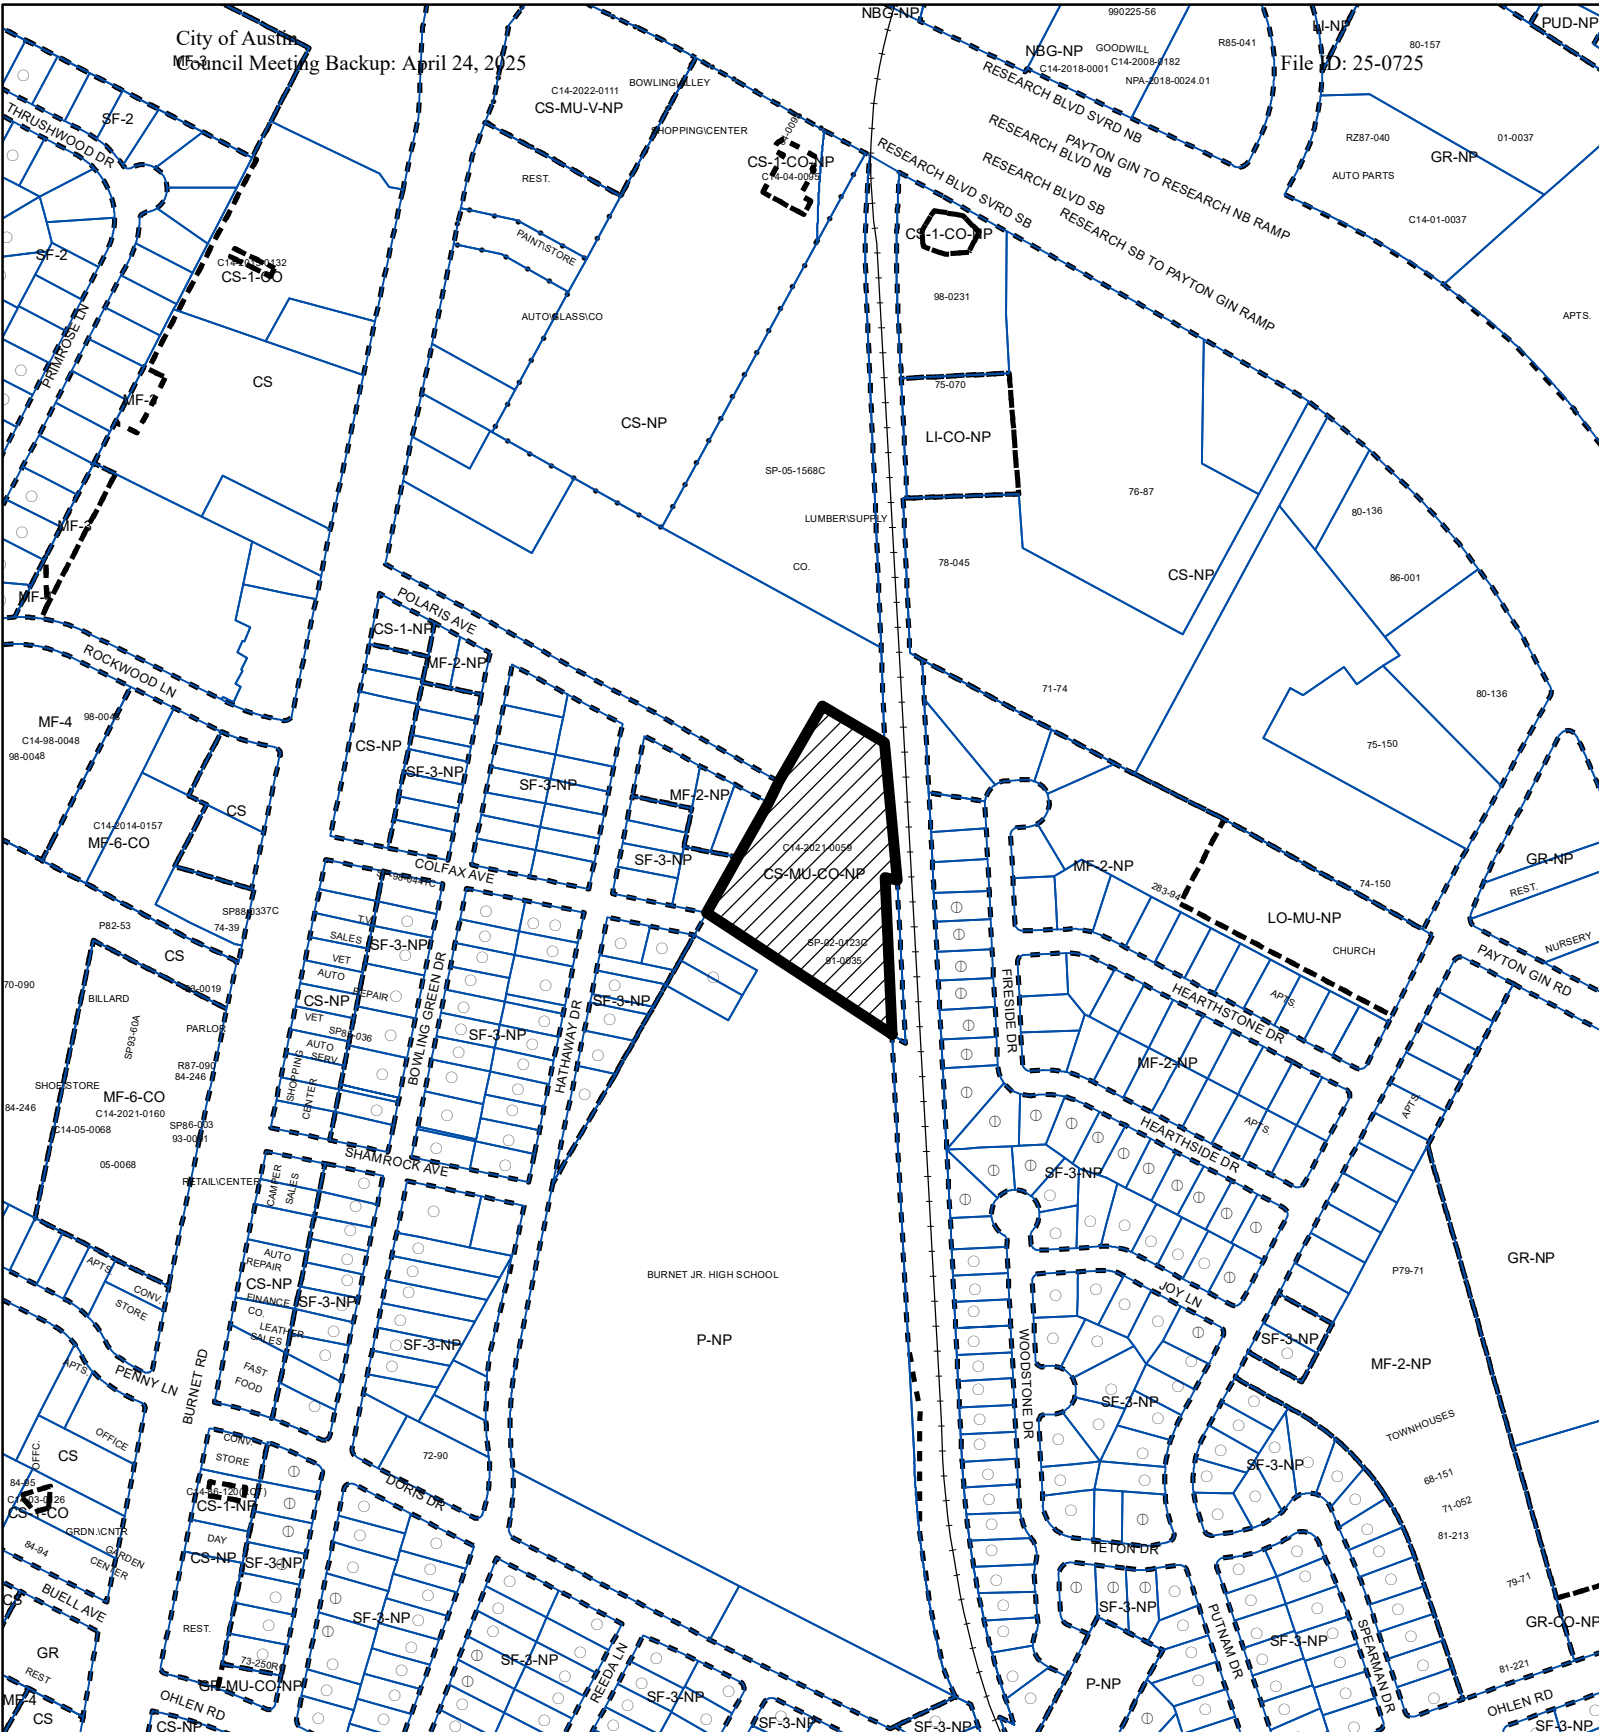 City of Austin
Council Meeting Backup: April 24, 2025
File ID: 25-0725
NBG-NP
990225-56
LI-NP
PUD-NP
MF-3
NBG-NP
GOODWILL
C14-2008-0182
C14-2018-0001
NPA-2018-0024.01
R85-041
80-157
BOWLING\ALLEY
C14-2022-0111
CS-MU-V-NP
SHOPPING\CENTER
SF-2
THRUSHWOOD DR
RESEARCH BLVD SVRD NB
RESEARCH BLVD NB
PAYTON GIN TO RESEARCH NB RAMP
RESEARCH BLVD SVRD SB
RESEARCH BLVD SB
RESEARCH SB TO PAYTON GIN RAMP
RZ87-040
01-0037
GR-NP
AUTO PARTS
C14-01-0037
CS-1-CO-NP
C14-04-0095
REST.
PAINT\STORE
CS-1-CO-NP
SF-2
CS-1-CO
98-0231
AUTO\GLASS\CO
APTS.
PRIMROSE LN
CS
75-070
MF-3
CS-NP
LI-CO-NP
SP-05-1568C
76-87
LUMBER\SUPPLY
CO.
80-136
MF-3
78-045
CS-NP
86-001
POLARIS AVE
CS-1-NP
MF-2-NP
ROCKWOOD LN
71-74
80-136
MF-4
C14-98-0048
98-0048
CS-NP
SF-3-NP
SF-3-NP
MF-2-NP
75-150
CS
C14-2014-0157
MF-6-CO
SF-3-NP
C14-2021-0059
CS-MU-CO-NP
SP-02-0123C
91-0035
COLFAX AVE
MF-2-NP
283-94
74-150
LO-MU-NP
CHURCH
GR-NP
REST.
NURSERY
PAYTON GIN RD
SP88-0337C
74-39
P82-53
CS
T.V.
SALES
VET
AUTO
REPAIR
SF-3-NP
CS-NP
VET
AUTO
SERV
SHOPPING
CENTER
BOWLING GREEN DR
SF-3-NP
HATHAWAY DR
SF-3-NP
FIRESIDE DR
HEARTHSTONE DR
APTS.
MF-2-NP
APTS.
APTS.
70-090
BILLARD
PARLOR
SP93-60A
R87-090
84-246
SHOE\STORE
84-246
MF-6-CO
C14-2021-0160
C14-05-0068
SP86-003
93-0091
05-0068
RETAIL\CENTER
SHAMROCK AVE
CAMPER
SALES
HEARTHSIDE DR
SF-3-NP
AUTO
REPAIR
CS-NP
FINANCE
CO.
LEATHER
SALES
SF-3-NP
FAST
FOOD
SF-3-NP
BURNET JR. HIGH SCHOOL
P-NP
JOY LN
P79-71
GR-NP
SF-3-NP
MF-2-NP
WOODSTONE DR
SF-3-NP
TOWNHOUSES
APTS.
CONV.
STORE
APTS.
PENNY LN
BURNET RD
OFFICE
OFFC.
CS
84-95
CS-1-CO
GRDN.\CNTR
GARDEN
CENTER
84-94
CONV.
STORE
CS-1-NP
DAY
CS-NP
SF-3-NP
72-90
DORIS DR
SF-3-NP
68-151
71-052
81-213
79-71
TETON DR
BUELL AVE
CS
GR
REST
MF-4
CS
REST.
73-250R
GR-MU-CO-NP
OHLEN RD
CS-NP
SF-3-NP
SF-3-NP
REEDA LN
SF-3-NP
SF-3-NP
SF-3-NP
SF-3-NP
P-NP
PUTNAM DR
SF-3-NP
SPEARMAN DR
GR-CO-NP
81-221
OHLEN RD
SF-3-NP